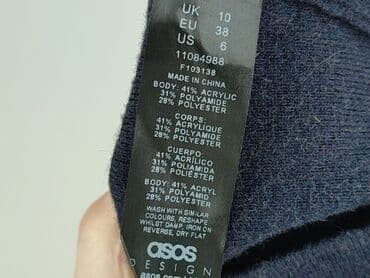 UK 10
EU 38
US 6
11084988
F103138
MADE IN CHINA
BODY: 41% ACRYLIC
31% POLYAMIDE
28% POLYESTER
CORPS:
41% ACRYLIQUE
31% POLYAMIDE
28% POLYESTER
CUERPO:
41% ACRÍLICO
31% POLIAMIDA
28% POLIÉSTER
BODY: 41% ACRYL
31% POLYAMID
28% POLYESTER
WASH WITH SIMILAR
COLOURS, RESHAPE
WHILST DAMP, IRON ON
REVERSE, DRY FLAT
asos
DESIGN